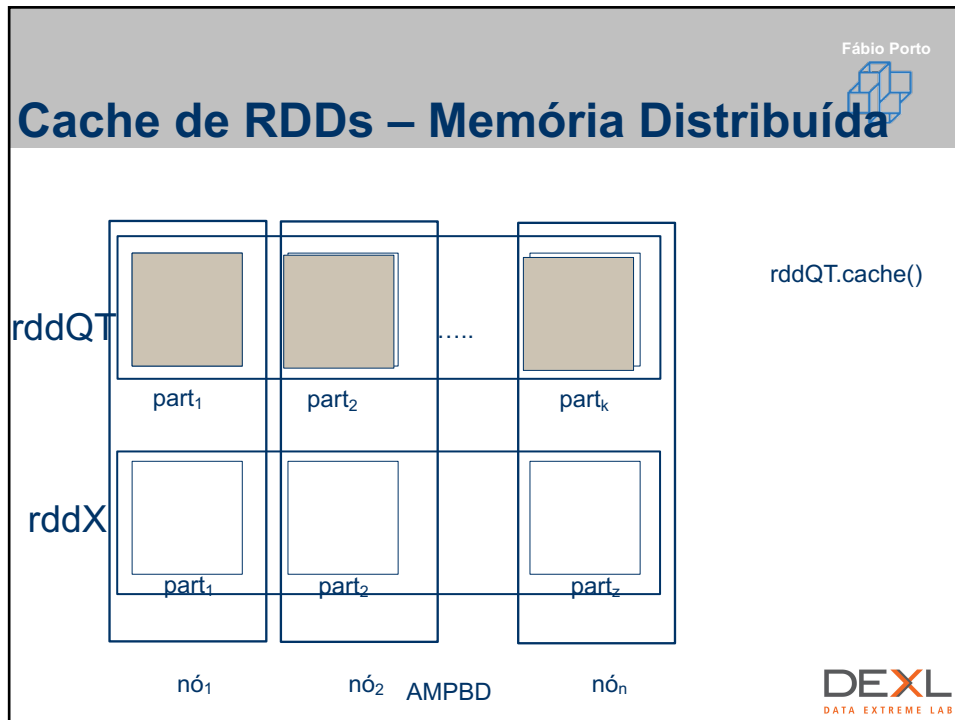 Fábio Porto
Cache de RDDs – Memória Distribuída
rddQT.cache()
rddQT
.....
part₁ part₂ partₖ
rddX
part₁ part₂ part_z
nó₁ nó₂ AMPBD nóₙ
DEXL
DATA EXTREME LAB